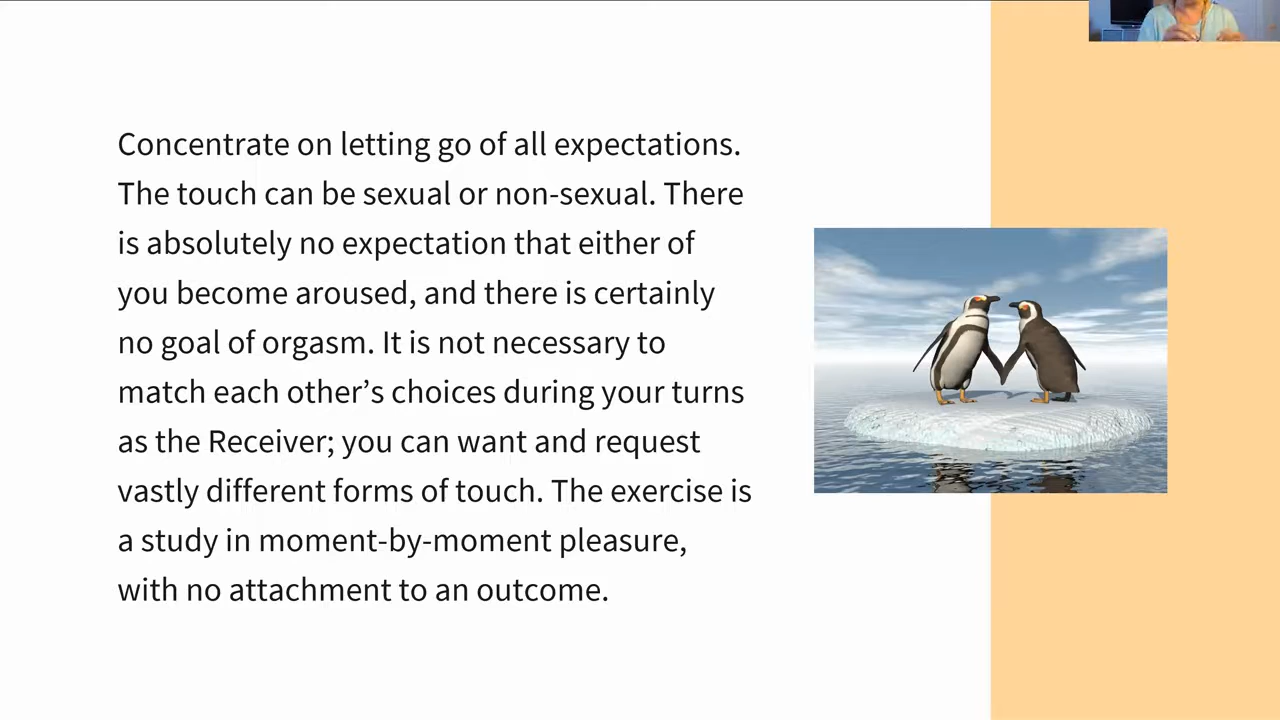 Concentrate on letting go of all expectations.
The touch can be sexual or non-sexual. There
is absolutely no expectation that either of
you become aroused, and there is certainly
no goal of orgasm. It is not necessary to
match each other’s choices during your turns
as the Receiver; you can want and request
vastly different forms of touch. The exercise is
a study in moment-by-moment pleasure,
with no attachment to an outcome.